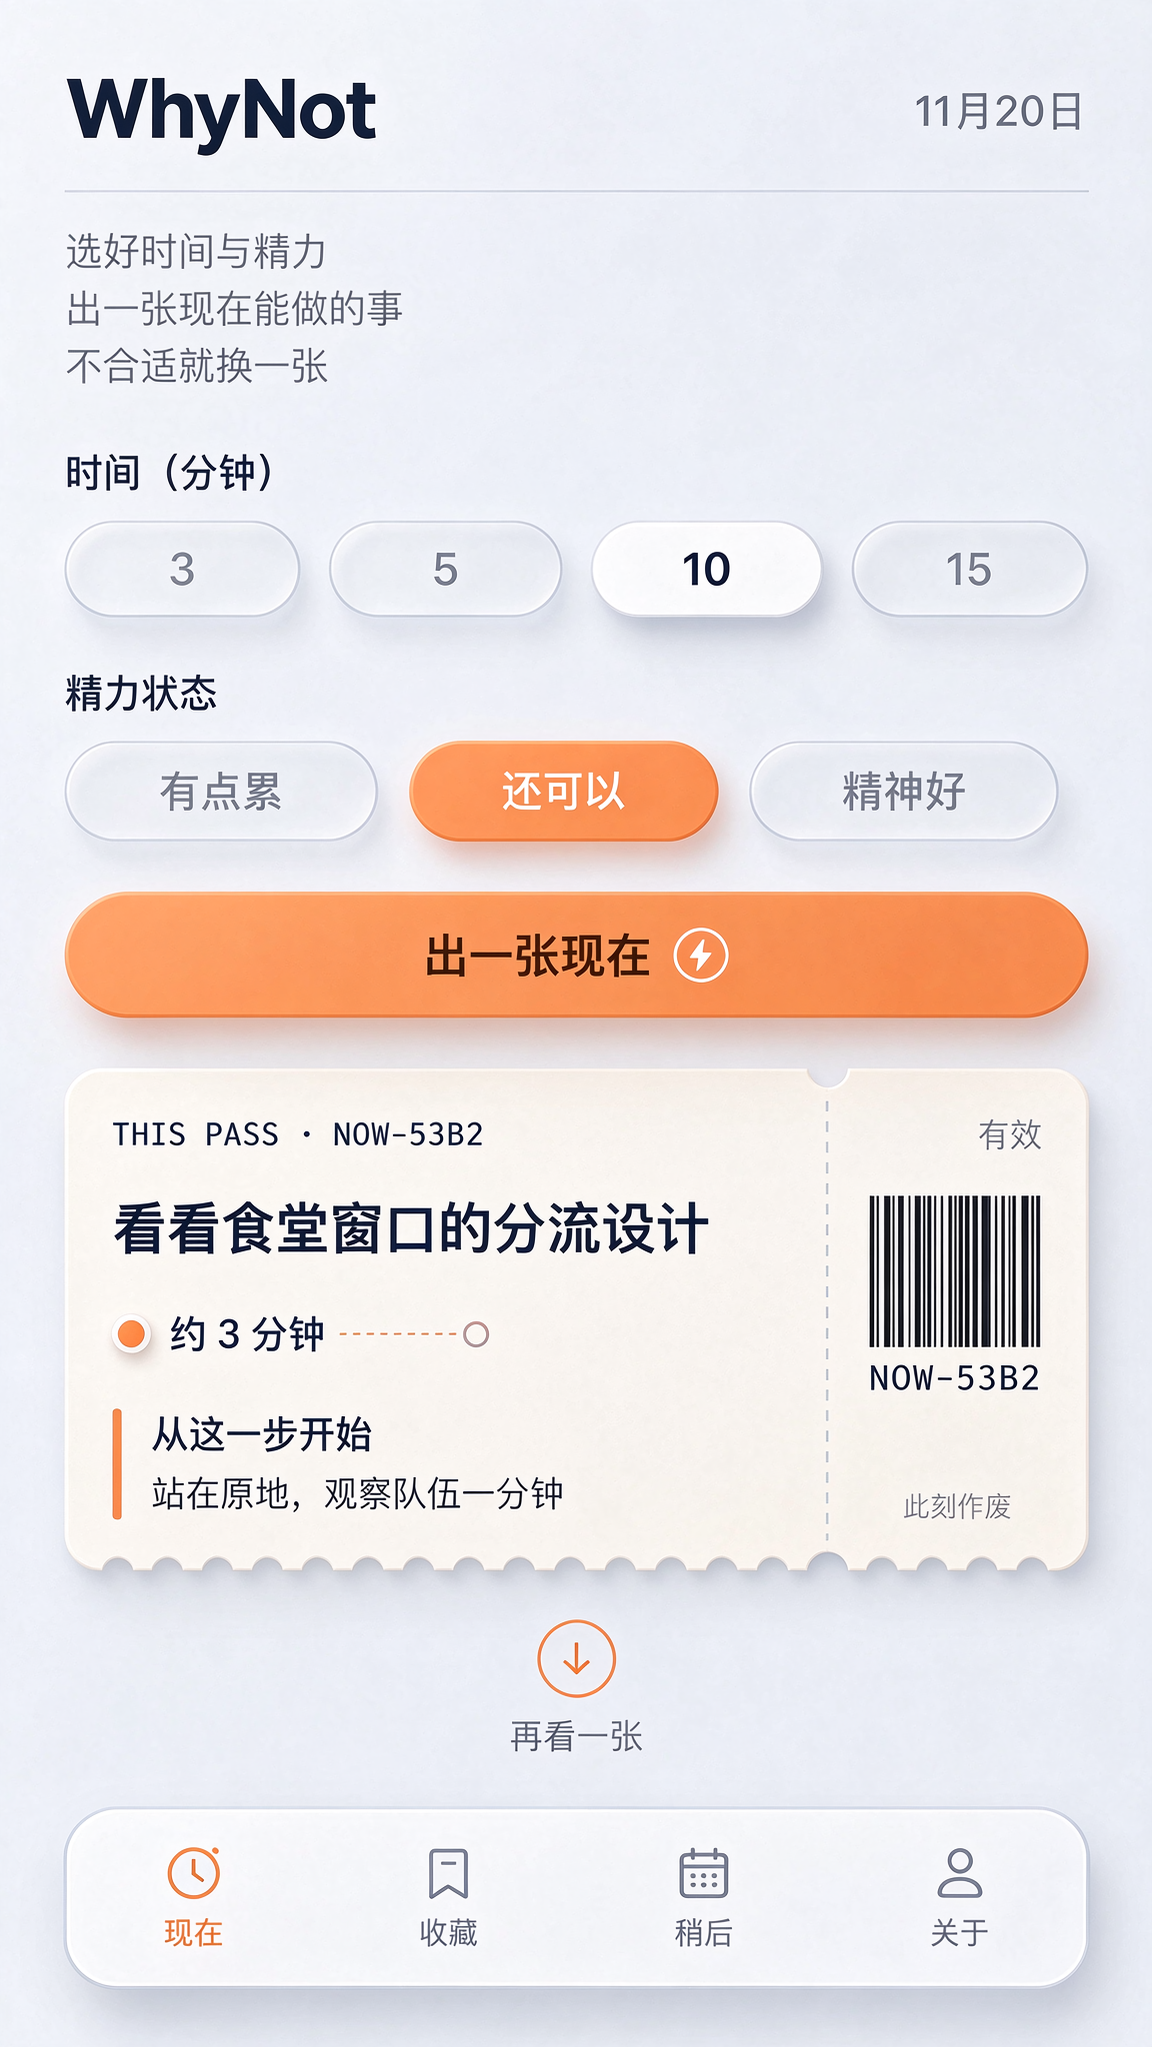 WhyNot
11月20日
选好时间与精力
出一张现在能做的事
不合适就换一张
时间（分钟）
3
5
10
15
精力状态
有点累
还可以
精神好
出一张现在
THIS PASS · NOW-53B2
有效
看看食堂窗口的分流设计
约 3 分钟
NOW-53B2
从这一步开始
站在原地，观察队伍一分钟
此刻作废
再看一张
现在
收藏
稍后
关于